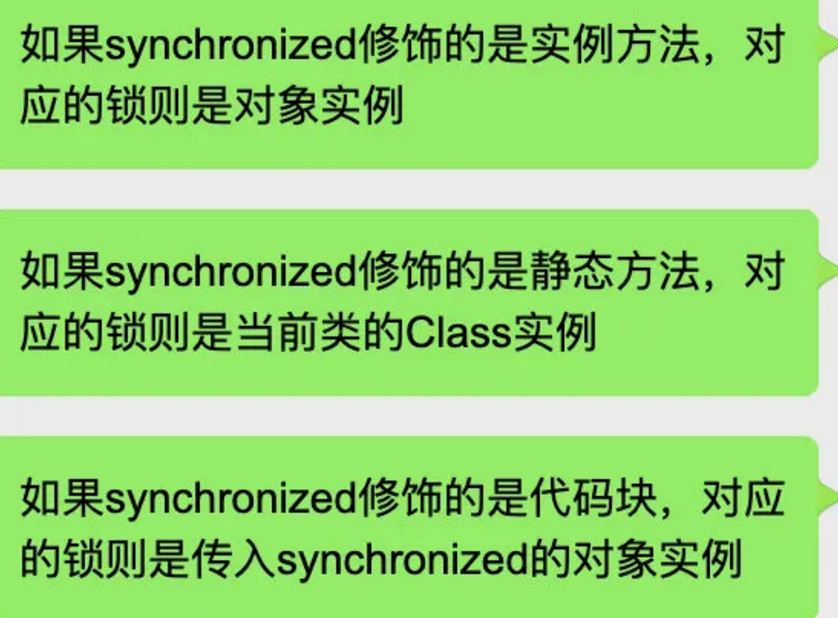 如果synchronized修饰的是实例方法，对
应的锁则是对象实例
如果synchronized修饰的是静态方法，对
应的锁则是当前类的Class实例
如果synchronized修饰的是代码块，对应
的锁则是传入synchronized的对象实例